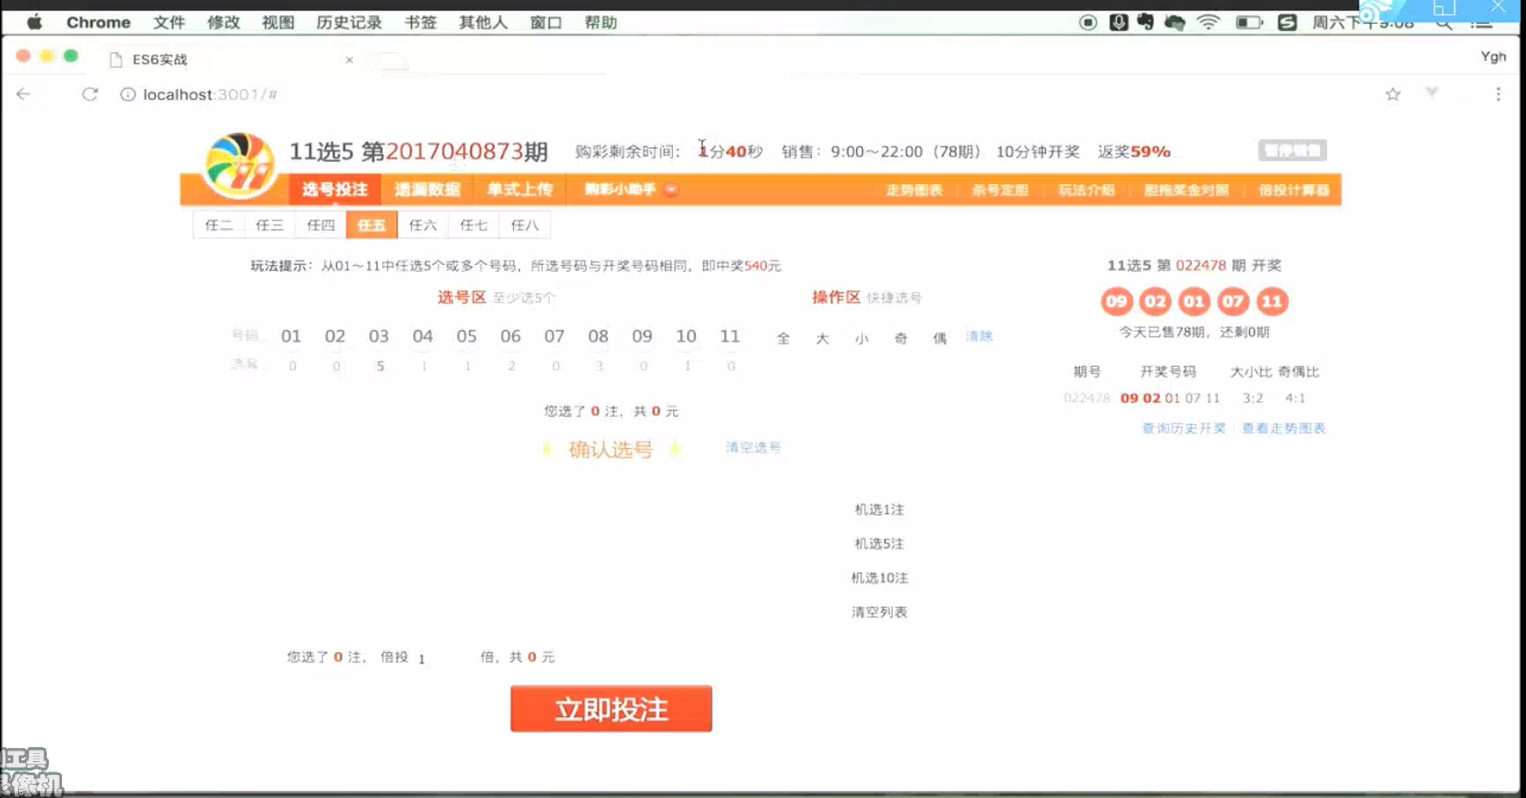 Chrome 文件 修改 视图 历史记录 书签 其他人 窗口 帮助
ES6实战
Ygh
localhost:3001/#
11选5 第2017040873期 购彩剩余时间： 1分40秒 销售：9:00～22:00（78期） 10分钟开奖 返奖59% 暂停销售
选号投注 遗漏数据 单式上传 购彩小助手 走势图表 杀号定胆 玩法介绍 胆拖奖金对照 倍投计算器
任二 任三 任四 任五 任六 任七 任八
玩法提示：从01～11中任选5个或多个号码，所选号码与开奖号码相同，即中奖540元
选号区 至少选5个 操作区 快捷选号
号码 01 02 03 04 05 06 07 08 09 10 11 全 大 小 奇 偶 清除
遗漏 0 0 5 1 1 2 0 3 0 1 0
您选了 0 注，共 0 元
确认选号 清空选号
机选1注
机选5注
机选10注
清空列表
您选了 0 注， 倍投 1 倍，共 0 元
立即投注
11选5 第 022478 期 开奖
09 02 01 07 11
今天已售78期，还剩0期
期号 开奖号码 大小比 奇偶比
022478 09 02 01 07 11 3:2 4:1
查询历史开奖 查看走势图表